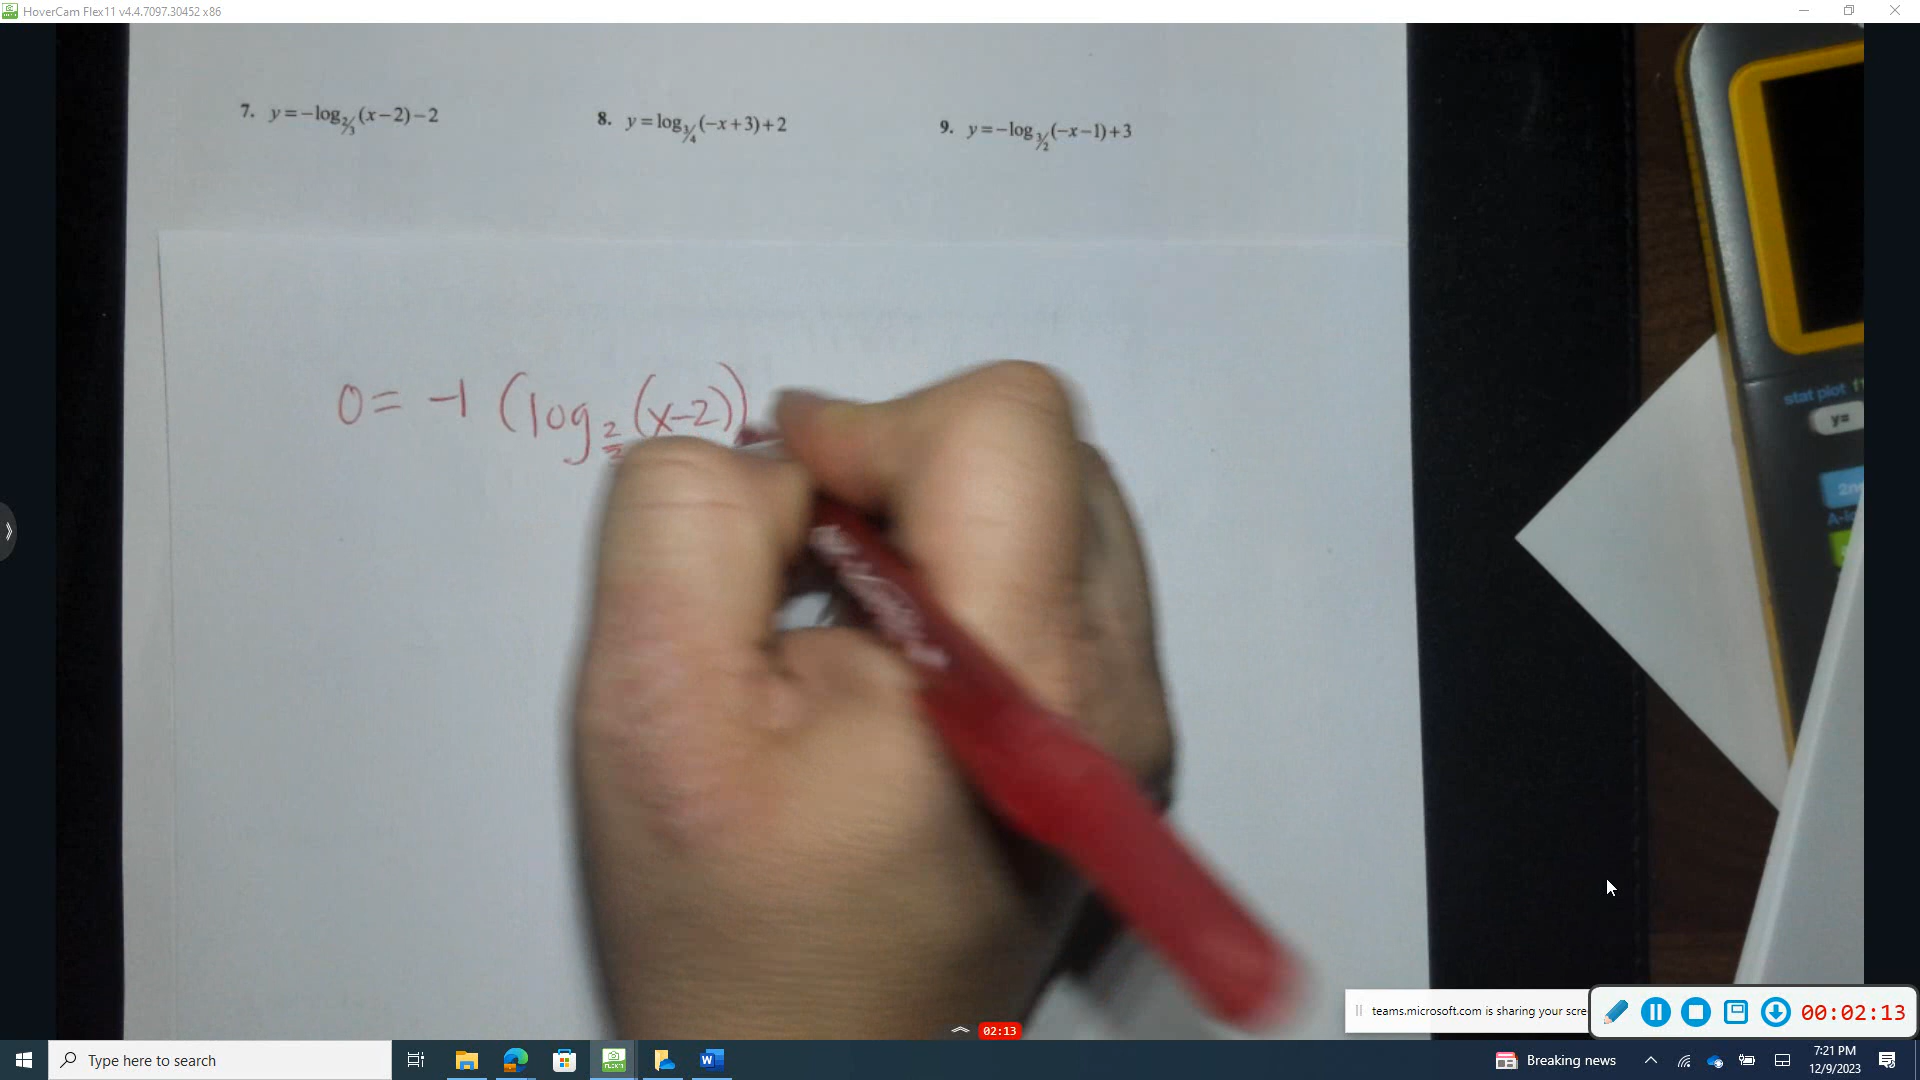 HoverCam Flex11 v4.4.7097.30452 x86
7. y=-log₂/₃(x-2)-2
8. y=log₃/₄(-x+3)+2
9. y=-log₃/₂(-x-1)+3
0= -1 (log₂ (x-2))
stat plot
y=
teams.microsoft.com is sharing your scre
00:02:13
02:13
Type here to search
Breaking news
7:21 PM
12/9/2023